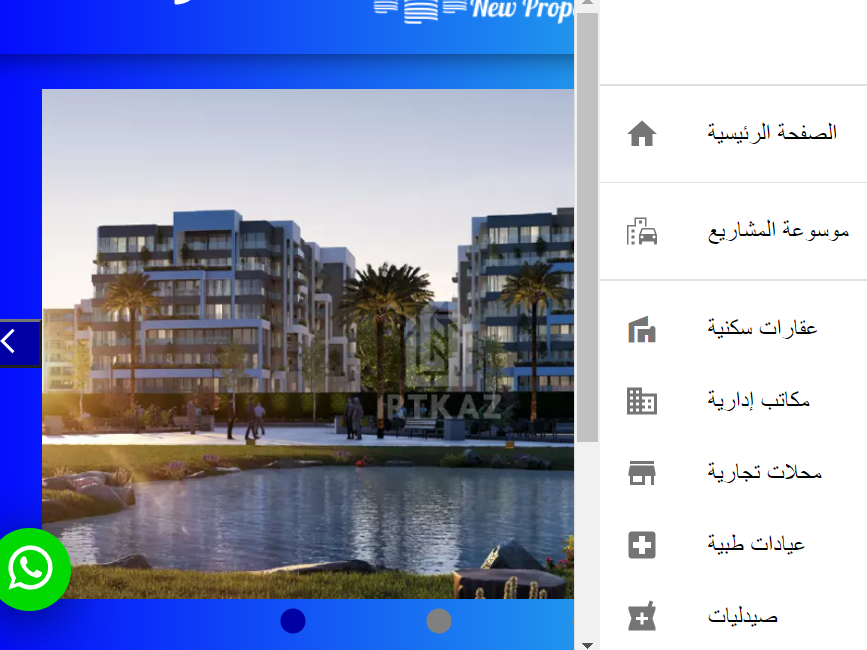 New Prop
IRTKAZ
الصفحة الرئيسية
موسوعة المشاريع
عقارات سكنية
مكاتب إدارية
محلات تجارية
عيادات طبية
صيدليات